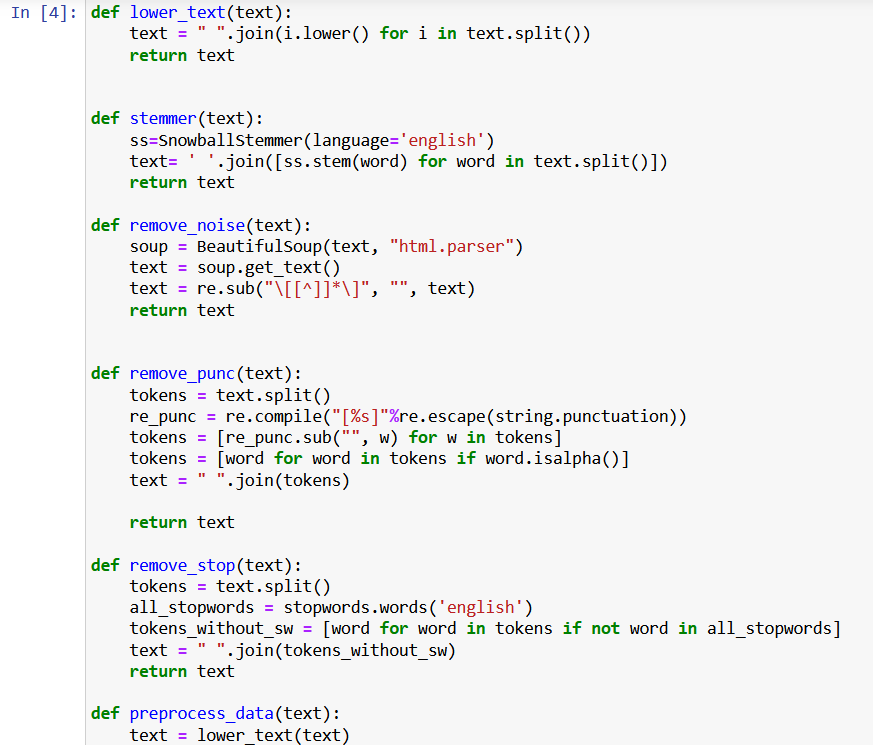 In [4]: def lower_text(text):
    text = " ".join(i.lower() for i in text.split())
    return text


def stemmer(text):
    ss=SnowballStemmer(language='english')
    text= ' '.join([ss.stem(word) for word in text.split()])
    return text

def remove_noise(text):
    soup = BeautifulSoup(text, "html.parser")
    text = soup.get_text()
    text = re.sub("\[[^]]*\]", "", text)
    return text


def remove_punc(text):
    tokens = text.split()
    re_punc = re.compile("[%s]"%re.escape(string.punctuation))
    tokens = [re_punc.sub("", w) for w in tokens]
    tokens = [word for word in tokens if word.isalpha()]
    text = " ".join(tokens)

    return text

def remove_stop(text):
    tokens = text.split()
    all_stopwords = stopwords.words('english')
    tokens_without_sw = [word for word in tokens if not word in all_stopwords]
    text = " ".join(tokens_without_sw)
    return text

def preprocess_data(text):
    text = lower_text(text)